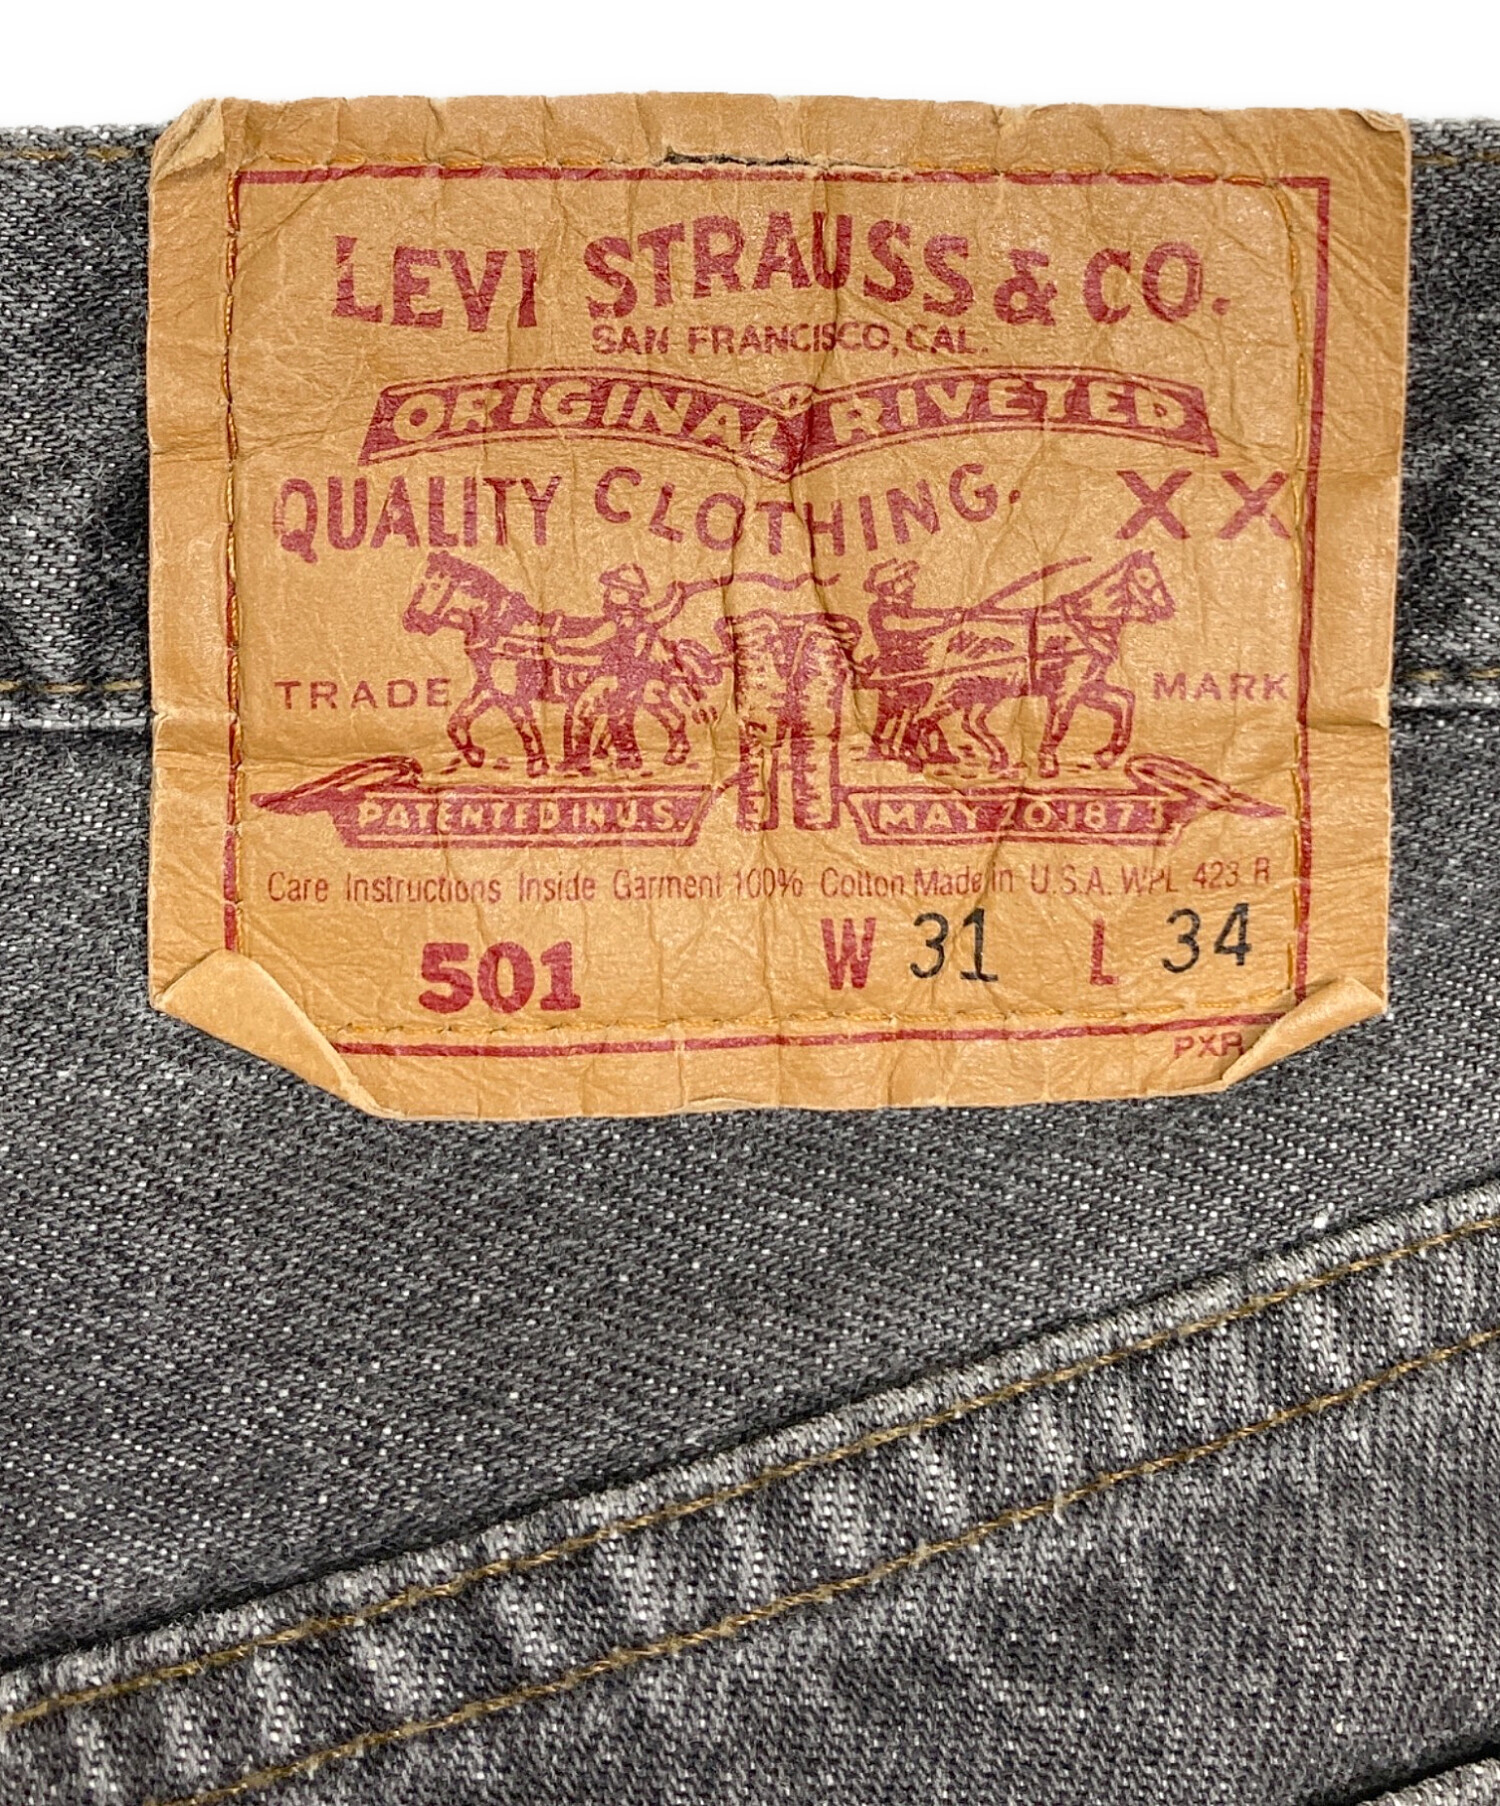 LEVI STRAUSS & CO.
SAN FRANCISCO, CAL.
ORIGINAL RIVETED
QUALITY CLOTHING. XX
TRADE MARK
PATENTED IN U.S. MAY 20 1873
Care Instructions Inside Garment 100% Cotton Made in U.S.A. WPL 423 R
501 W 31 L 34
PXR